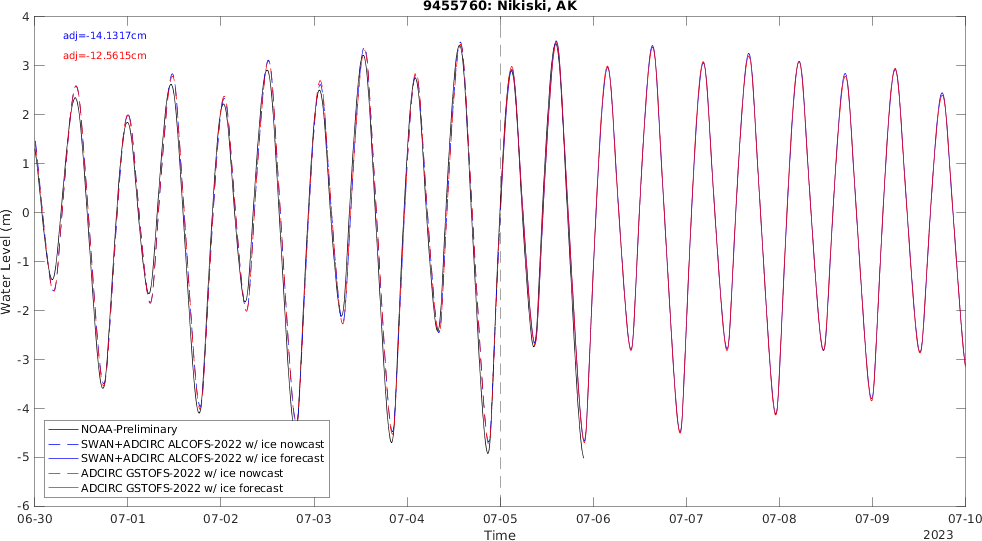 9455760: Nikiski, AK
adj=-14.1317cm
adj=-12.5615cm
4
3
2
1
0
-1
-2
-3
-4
-5
-6
Water Level (m)
NOAA-Preliminary
SWAN+ADCIRC ALCOFS-2022 w/ ice nowcast
SWAN+ADCIRC ALCOFS-2022 w/ ice forecast
ADCIRC GSTOFS-2022 w/ ice nowcast
ADCIRC GSTOFS-2022 w/ ice forecast
06-30 07-01 07-02 07-03 07-04 07-05 07-06 07-07 07-08 07-09 07-10
Time
2023